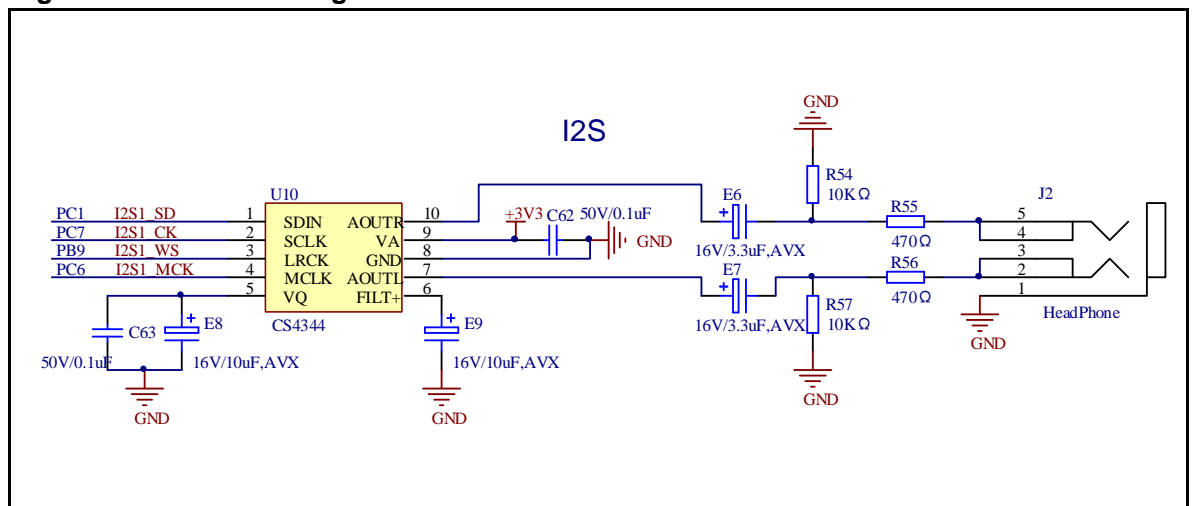 I2S
GND
R54
10KΩ
U10
E6
50V/0.1uF
+3V3
C62
J2
PC1 I2S1_SD 1 SDIN AOUTR 10
PC7 I2S1_CK 2 SCLK VA 9
PB9 I2S1_WS 3 LRCK GND 8
PC6 I2S1_MCK 4 MCLK AOUTL 7
5 VQ FILT+ 6
CS4344
GND
16V/3.3uF,AVX
E7
16V/3.3uF,AVX
R55
470Ω
R56
470Ω
5
4
3
2
1
HeadPhone
GND
R57
10KΩ
GND
C63
50V/0.1uF
E8
16V/10uF,AVX
GND
E9
16V/10uF,AVX
GND